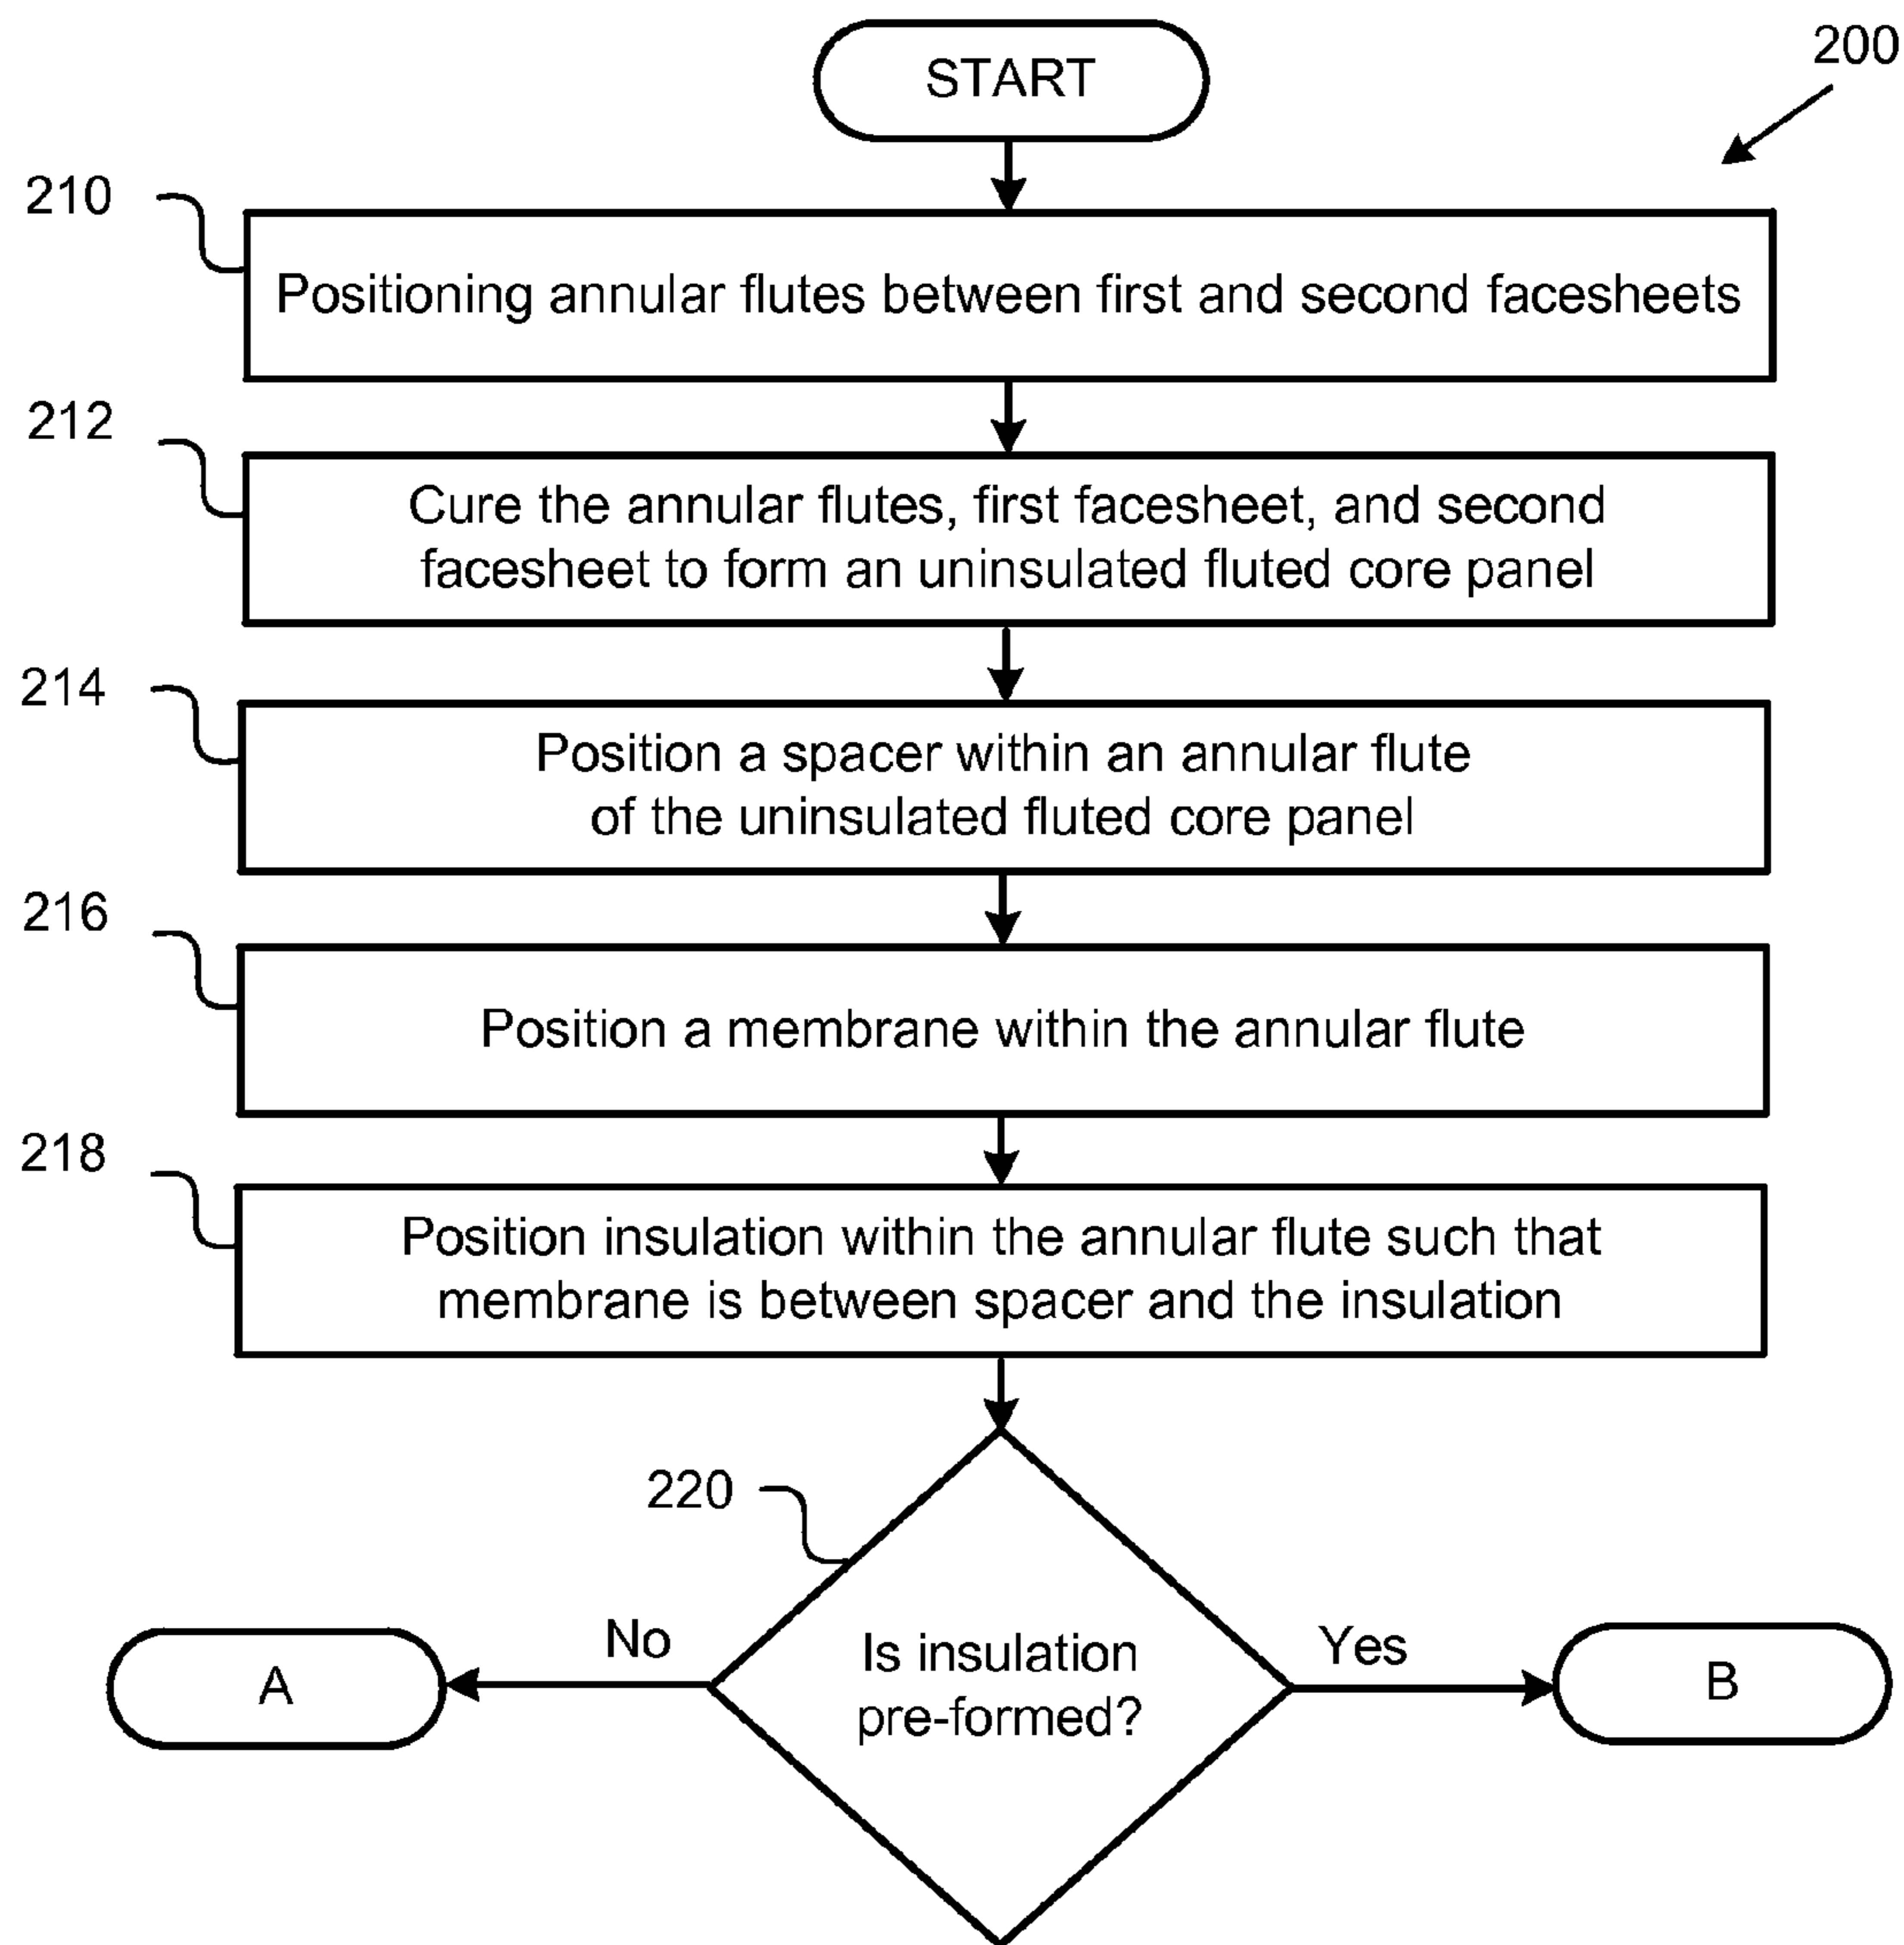 START
200
210
Positioning annular flutes between first and second facesheets
212
Cure the annular flutes, first facesheet, and second
facesheet to form an uninsulated fluted core panel
214
Position a spacer within an annular flute
of the uninsulated fluted core panel
216
Position a membrane within the annular flute
218
Position insulation within the annular flute such that
membrane is between spacer and the insulation
220
Is insulation
pre-formed?
No
A
Yes
B